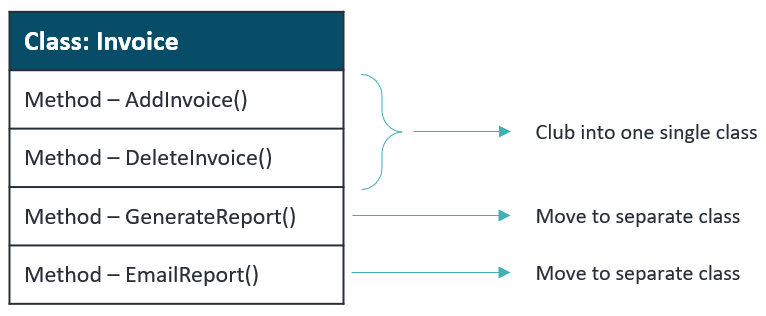 Class: Invoice
Method – AddInvoice()
Method – DeleteInvoice()
Club into one single class
Method – GenerateReport()
Move to separate class
Method – EmailReport()
Move to separate class